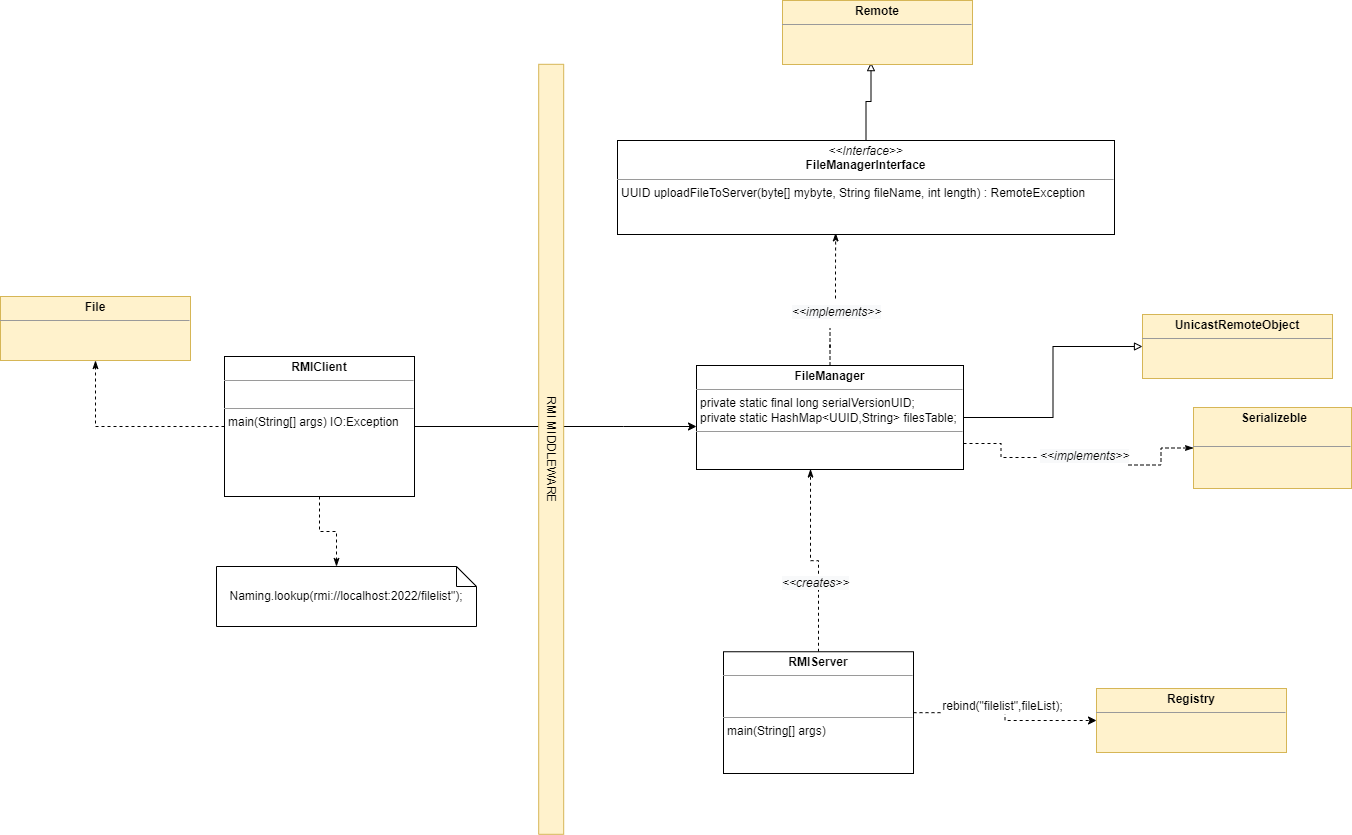 Remote
<<Interface>>
FileManagerInterface
UUID uploadFileToServer(byte[] mybyte, String fileName, int length) : RemoteException
File
<<implements>>
UnicastRemoteObject
RMIClient
main(String[] args) IO:Exception
RMI MIDDLEWARE
FileManager
private static final long serialVersionUID;
private static HashMap<UUID,String> filesTable;
Serializeble
<<implements>>
Naming.lookup(rmi://localhost:2022/filelist");
<<creates>>
RMIServer
main(String[] args)
rebind("filelist",fileList);
Registry